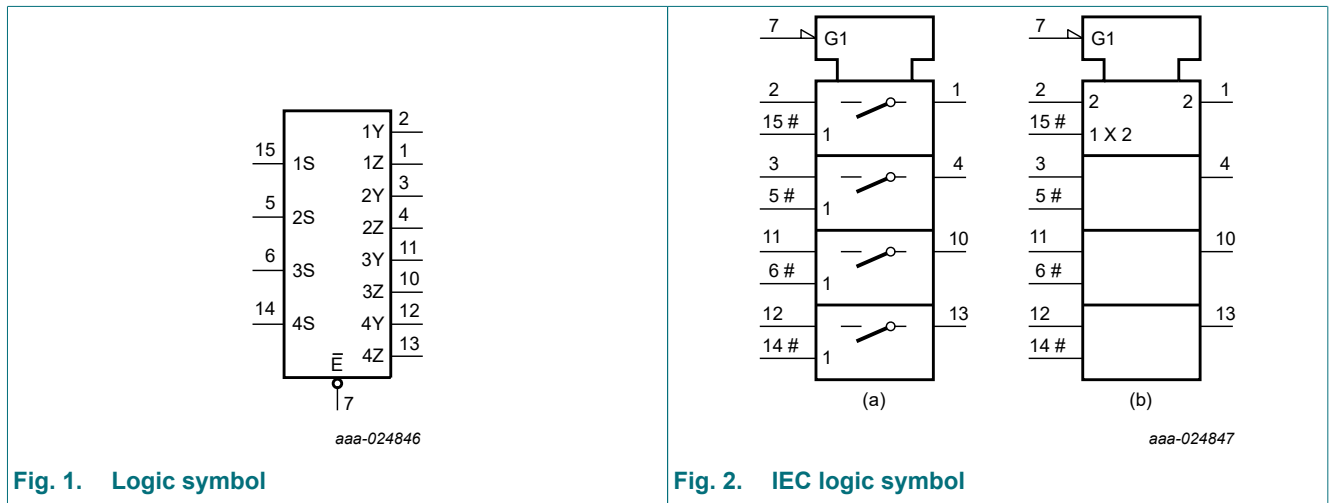 2
1Y
15
1
1S
1Z
3
2Y
5
4
2S
2Z
11
3Y
6
10
3S
3Z
14
12
4S
4Y
13
4Z
E̅
7
aaa-024846
Fig. 1. Logic symbol
7
G1
2
1
15 #
1
3
4
5 #
1
11
10
6 #
1
12
13
14 #
1
(a)
7
G1
2
2
2
1
15 #
1 X 2
3
4
5 #
11
10
6 #
12
13
14 #
(b)
aaa-024847
Fig. 2. IEC logic symbol